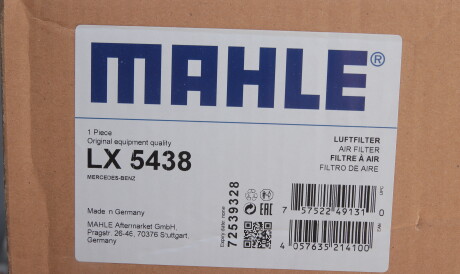 MAHLE®
1 Piece
Original equipment quality
LX 5438
MERCEDES-BENZ
LUFTFILTER
AIR FILTER
FILTRE À AIR
FILTRO DE AIRE
Made in Germany
MAHLE Aftermarket GmbH,
Pragstr. 26-46, 70376 Stuttgart,
Germany
72539328
UPC
7 57522 49131 0
EAN
4 057635 214100